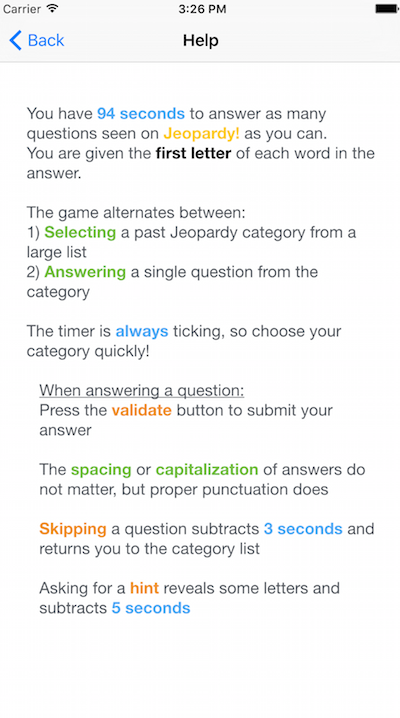 Carrier 3:26 PM
Back Help
You have 94 seconds to answer as many
questions seen on Jeopardy! as you can.
You are given the first letter of each word in the
answer.
The game alternates between:
1) Selecting a past Jeopardy category from a
large list
2) Answering a single question from the
category
The timer is always ticking, so choose your
category quickly!
When answering a question:
Press the validate button to submit your
answer
The spacing or capitalization of answers do
not matter, but proper punctuation does
Skipping a question subtracts 3 seconds and
returns you to the category list
Asking for a hint reveals some letters and
subtracts 5 seconds